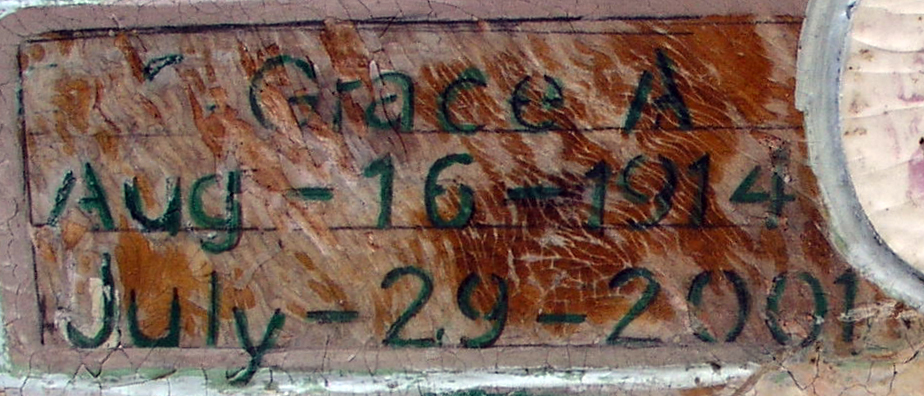 Grace A
Aug - 16 - 1914
July - 29 - 2001